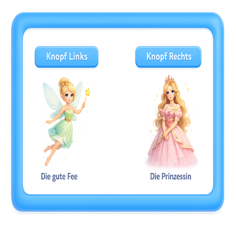 Knopf Links
Knopf Rechts
Die gute Fee
Die Prinzessin